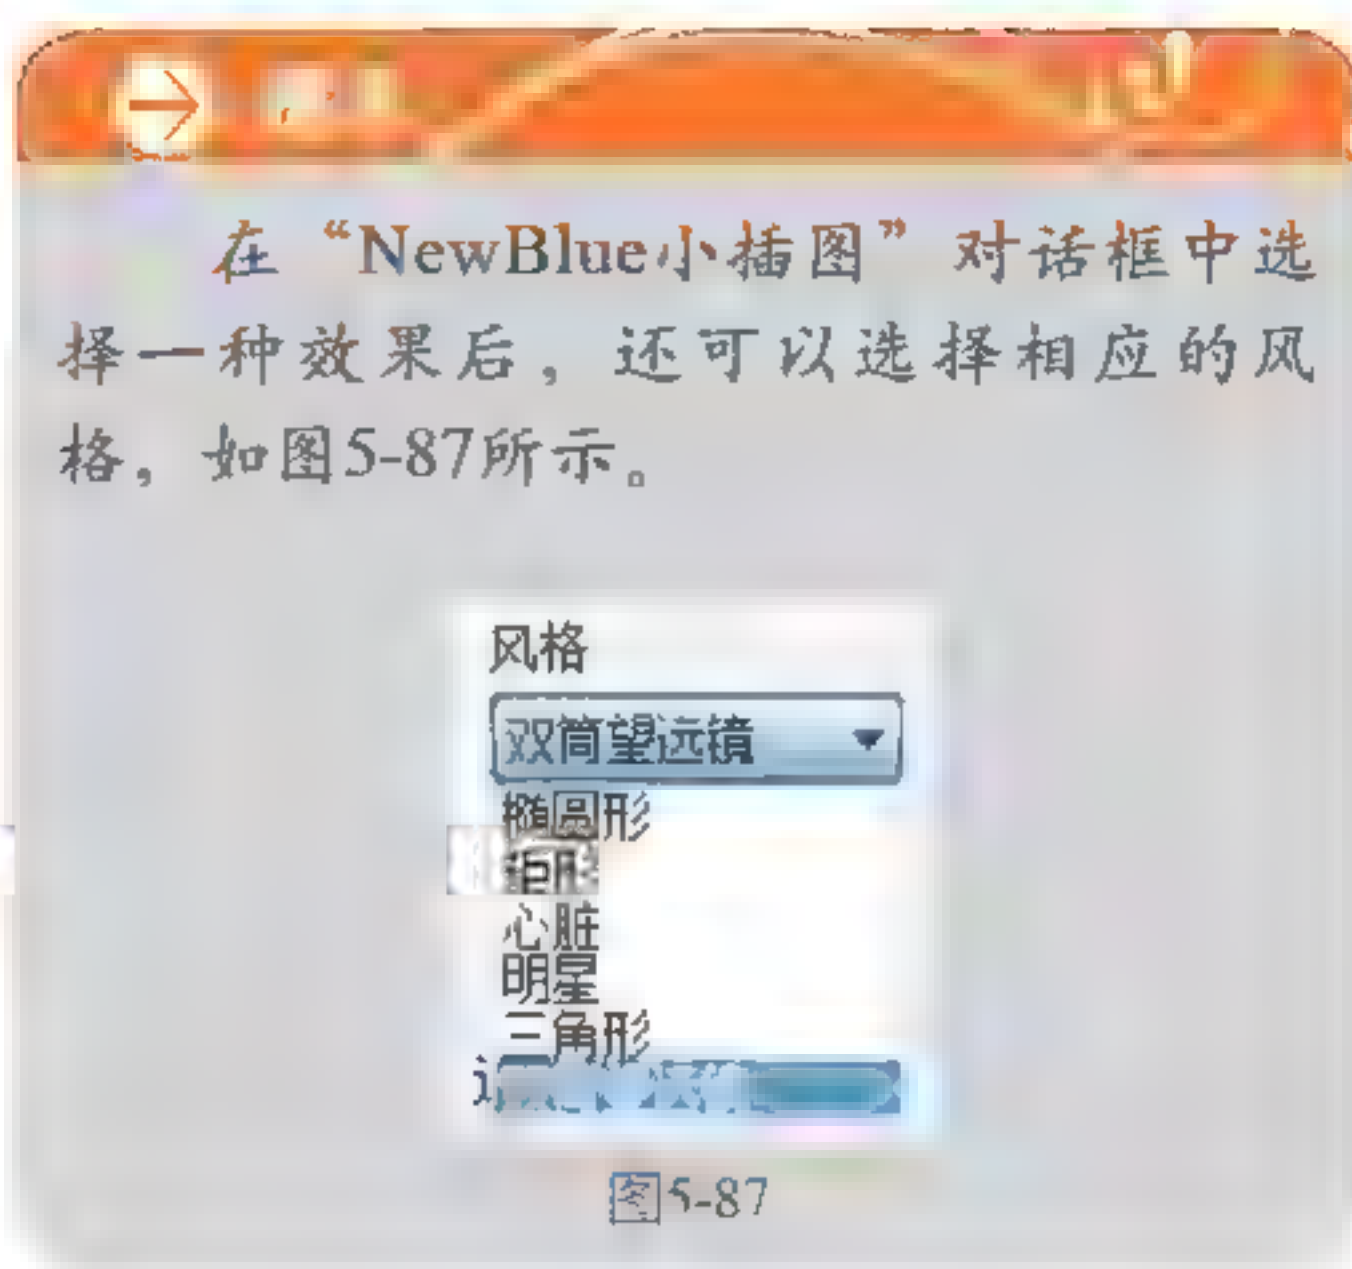 在“NewBlue小插图”对话框中选
择一种效果后，还可以选择相应的风
格，如图5-87所示。
风格
双筒望远镜
椭圆形
心脏
明星
三角形
图5-87